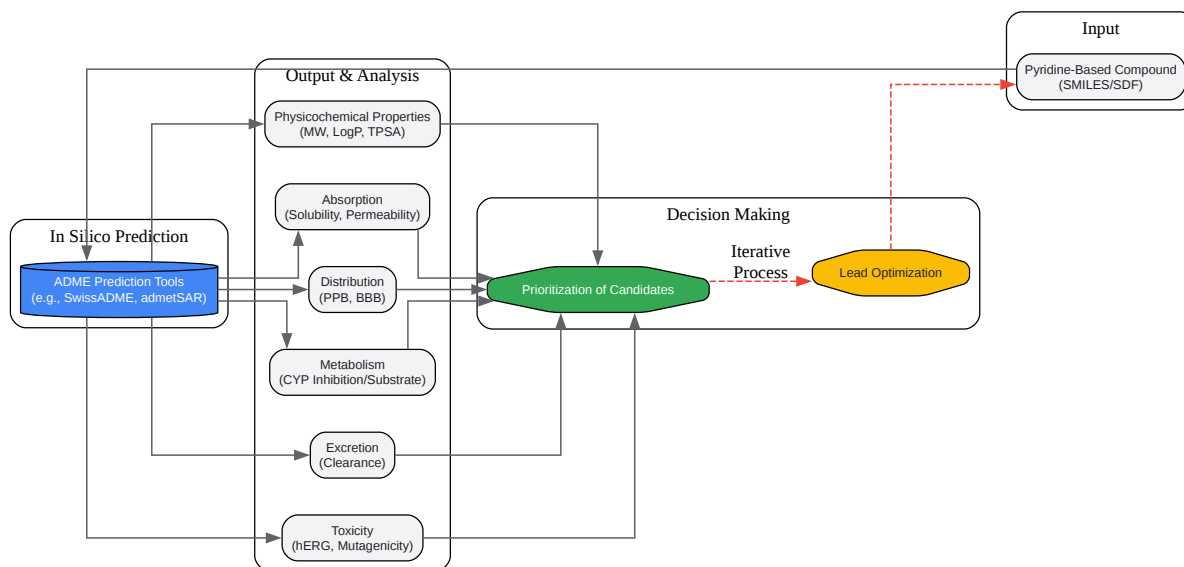 Input
Pyridine-Based Compound
(SMILES/SDF)
Output & Analysis
Physicochemical Properties
(MW, LogP, TPSA)
Absorption
(Solubility, Permeability)
Distribution
(PPB, BBB)
Metabolism
(CYP Inhibition/Substrate)
Excretion
(Clearance)
Toxicity
(hERG, Mutagenicity)
In Silico Prediction
ADME Prediction Tools
(e.g., SwissADME, admetSAR)
Decision Making
Prioritization of Candidates
Iterative
Process
Lead Optimization